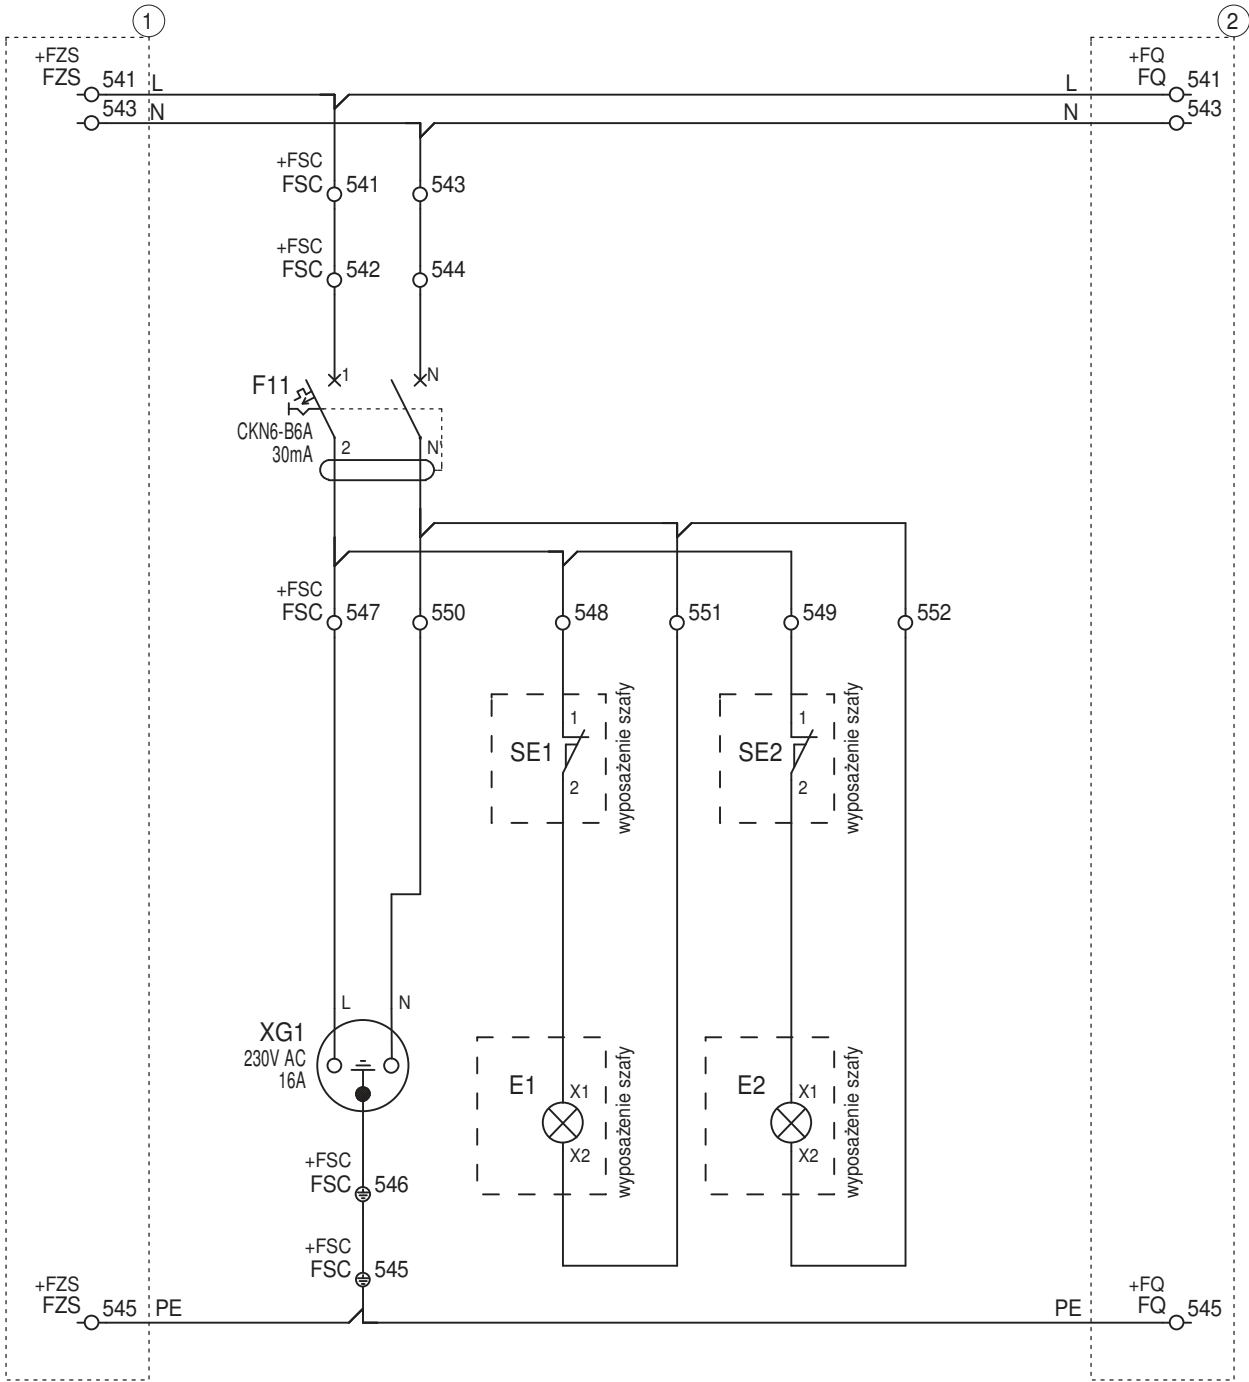 1
2
+FZS
FZS 541 L
543 N
+FQ
L FQ 541
N 543
+FSC
FSC 541 543
+FSC
FSC 542 544
F11 1 N
CKN6-B6A
30mA 2 N'
+FSC
FSC 547 550 548 551 549 552
SE1 1 2
wyposażenie szafy
SE2 1 2
wyposażenie szafy
L N
XG1
230V AC
16A
E1 X1 X2
wyposażenie szafy
E2 X1 X2
wyposażenie szafy
+FSC
FSC 546
+FSC
FSC 545
+FZS
FZS 545 PE
+FQ
PE FQ 545